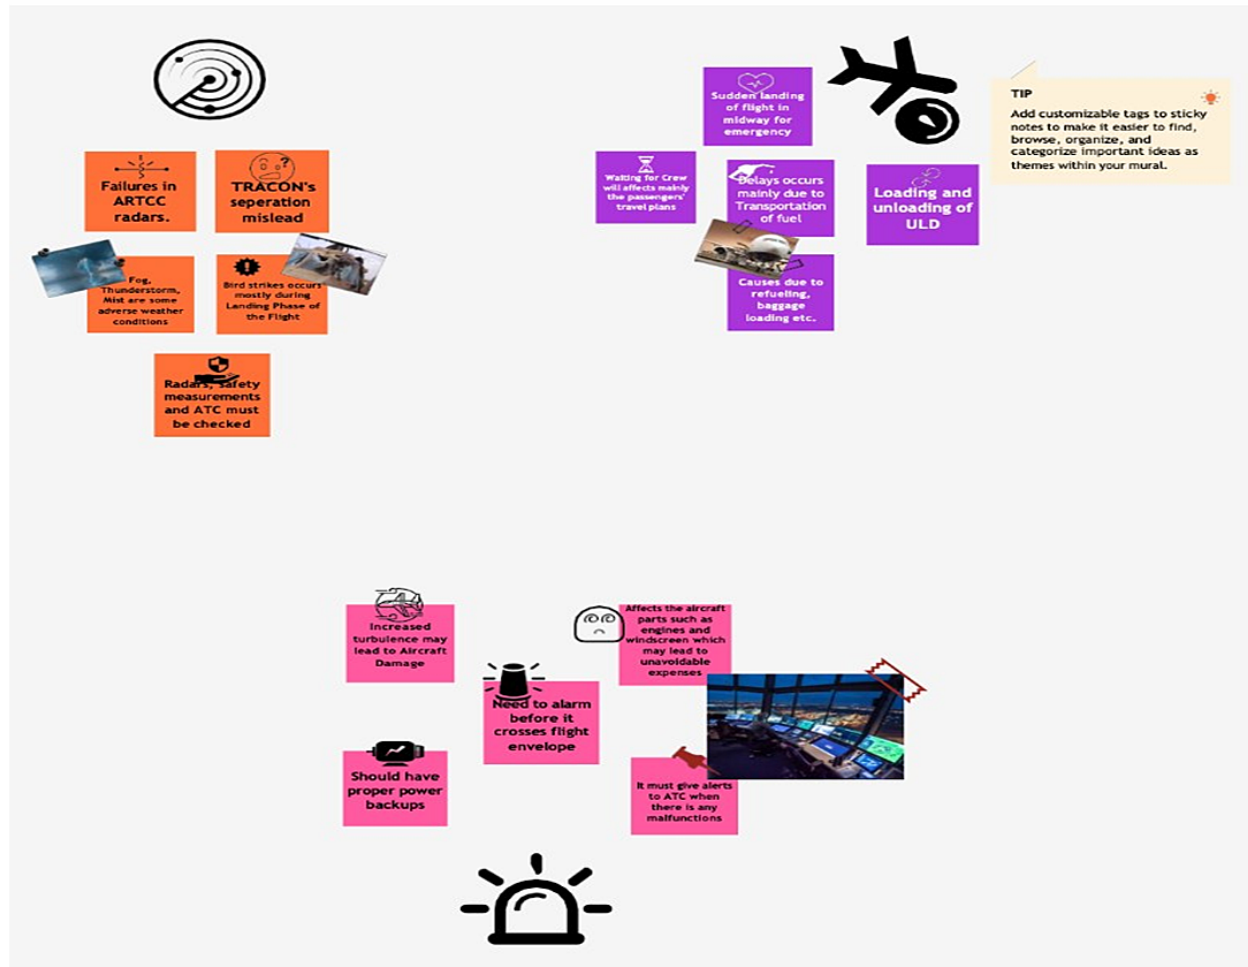 Failures in
ARTCC
radars.
TRACON's
seperation
mislead
Fog,
Thunderstorm,
Mist are some
adverse weather
conditions
Bird strikes occurs
mostly during
Landing Phase of
the Flight
Radars, safety
measurements
and ATC must
be checked
Sudden landing
of flight in
midway for
emergency
Waiting for Crew
will affects mainly
the passengers'
travel plans
Delays occurs
mainly due to
Transportation
of fuel
Loading and
unloading of
ULD
Causes due to
refueling,
baggage
loading etc.
TIP
Add customizable tags to sticky
notes to make it easier to find,
browse, organize, and
categorize important ideas as
themes within your mural.
Increased
turbulence may
lead to Aircraft
Damage
Affects the aircraft
parts such as
engines and
windscreen which
may lead to
unavoidable
expenses
Need to alarm
before it
crosses flight
envelope
Should have
proper power
backups
It must give alerts
to ATC when
there is any
malfunctions